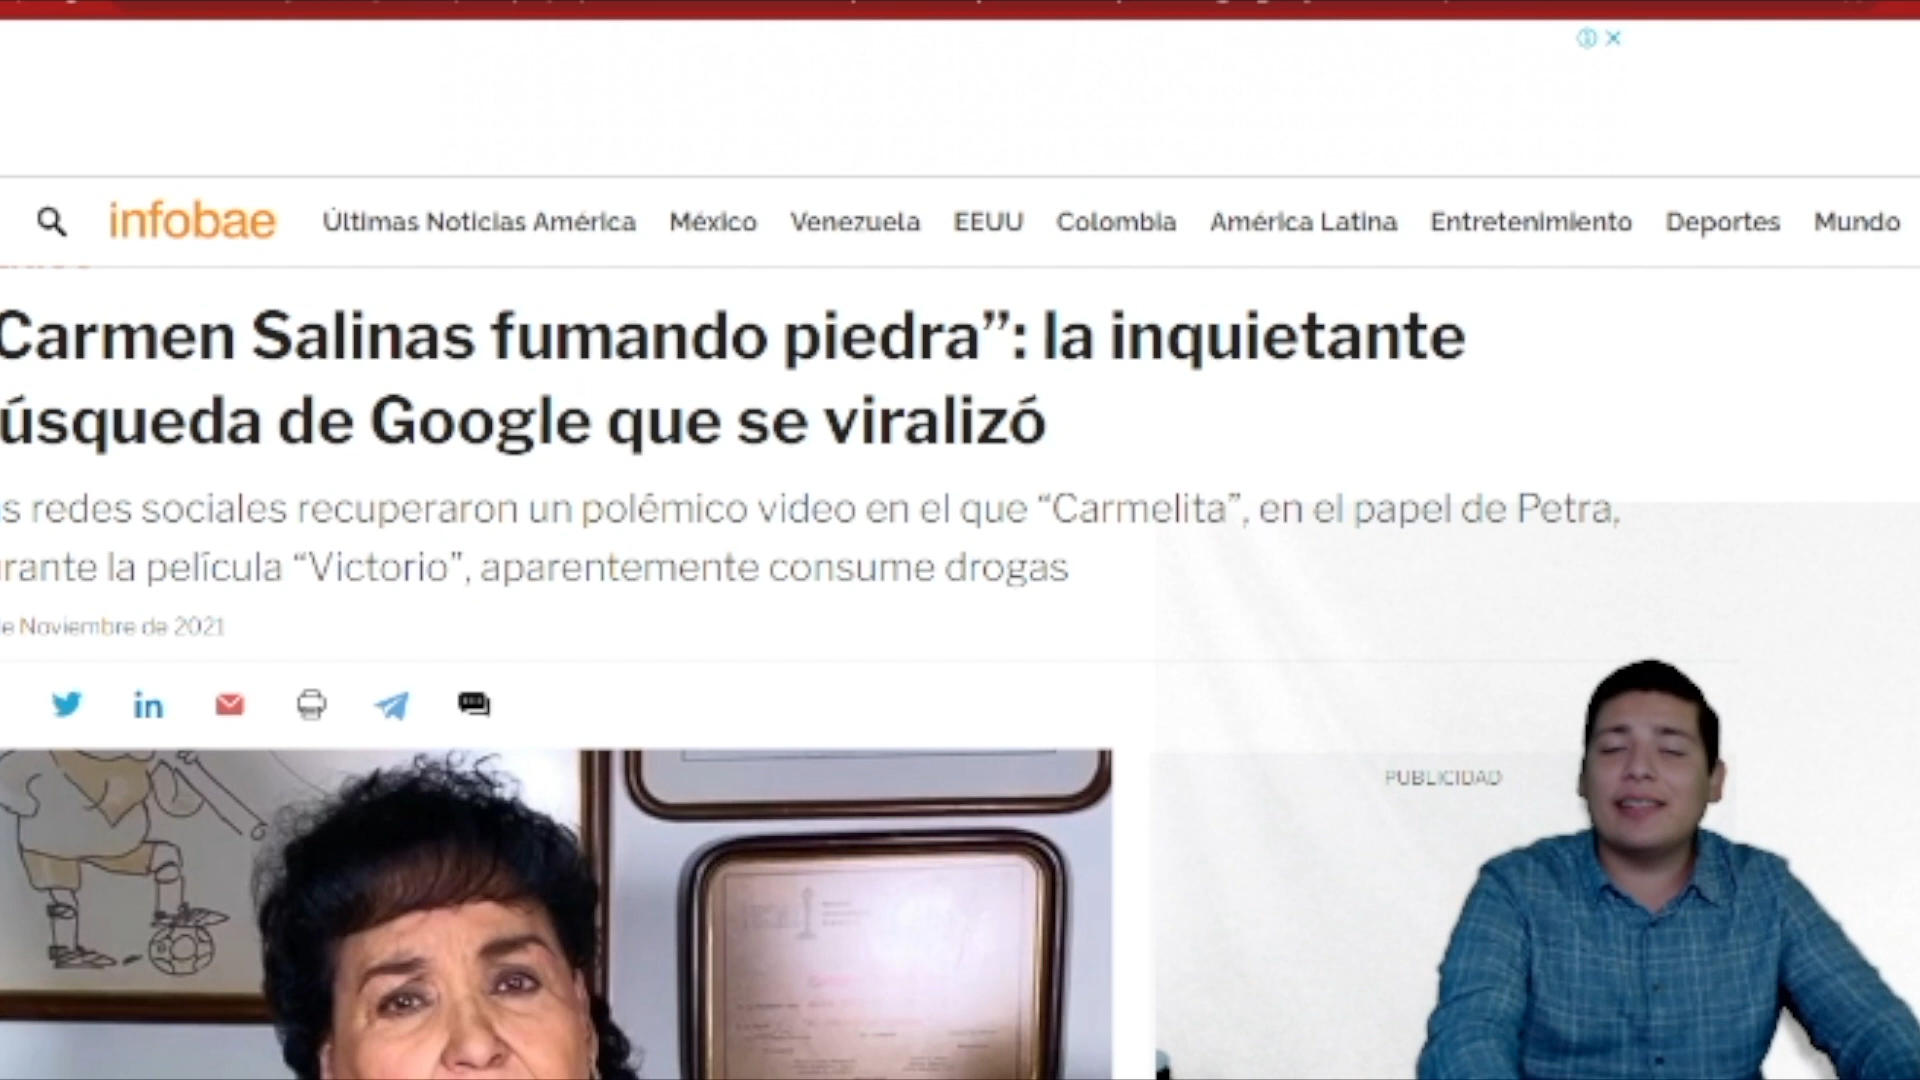 infobae Últimas Noticias América México Venezuela EEUU Colombia América Latina Entretenimiento Deportes Mundo
Carmen Salinas fumando piedra”: la inquietante
úsqueda de Google que se viralizó
s redes sociales recuperaron un polémico video en el que “Carmelita”, en el papel de Petra,
rante la película “Victorio”, aparentemente consume drogas
de Noviembre de 2021
in
PUBLICIDAD